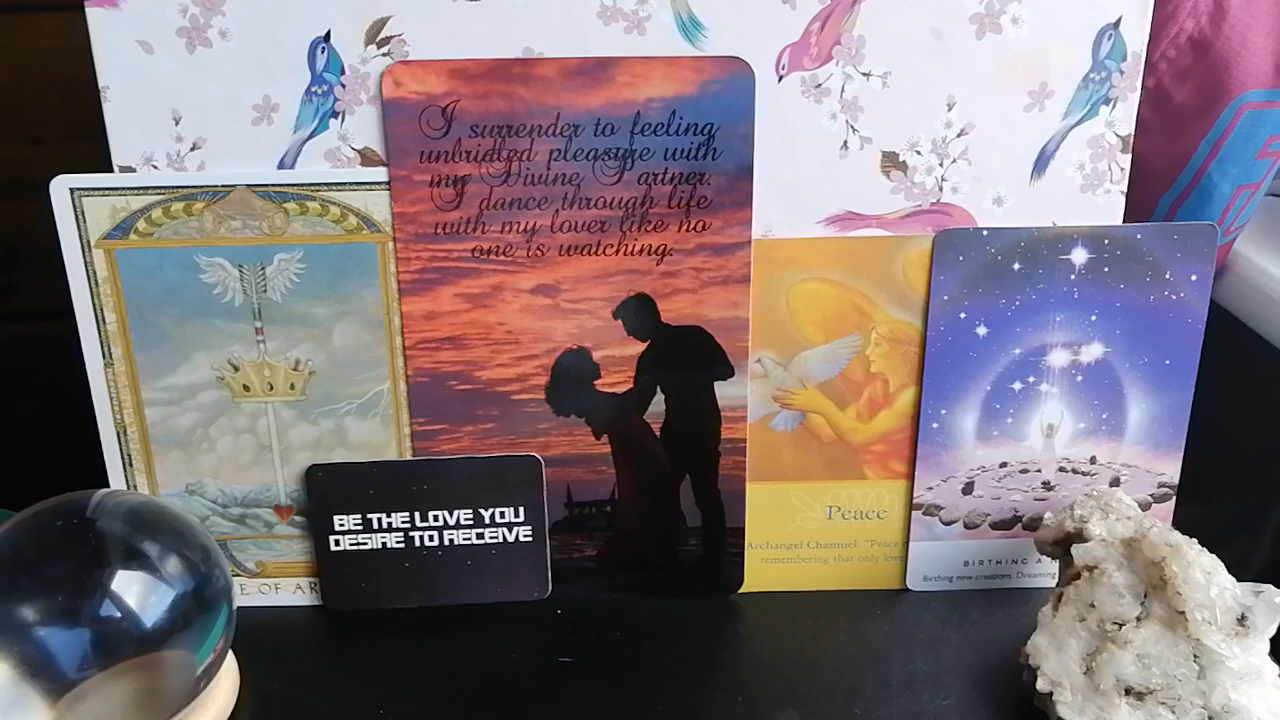 I surrender to feeling
unbridled pleasure with
my Divine Partner.
I dance through life
with my lover like no
one is watching.
E OF AR
BE THE LOVE YOU
DESIRE TO RECEIVE
Peace
Archangel Chamuel: "Peace
remembering that only love
BIRTHING A
Birthing new creations. Dreaming